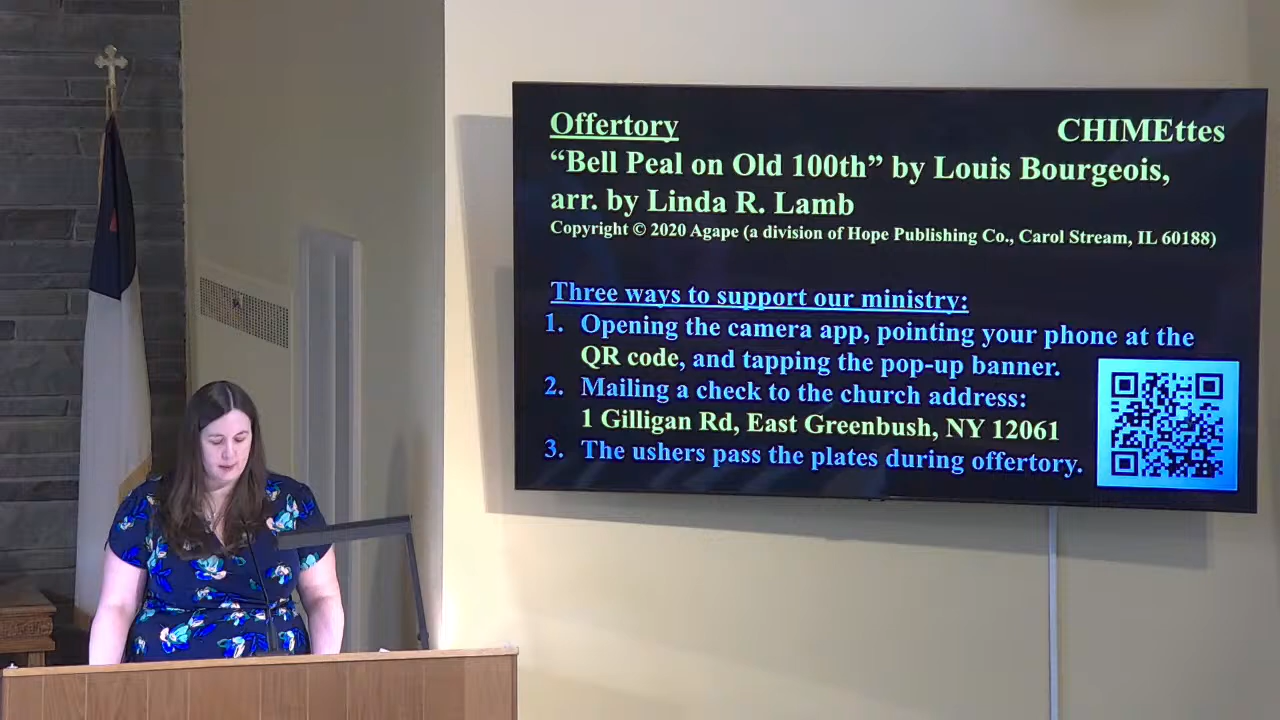 Offertory CHIMEttes
“Bell Peal on Old 100th” by Louis Bourgeois,
arr. by Linda R. Lamb
Copyright © 2020 Agape (a division of Hope Publishing Co., Carol Stream, IL 60188)
Three ways to support our ministry:
1. Opening the camera app, pointing your phone at the
QR code, and tapping the pop-up banner.
2. Mailing a check to the church address:
1 Gilligan Rd, East Greenbush, NY 12061
3. The ushers pass the plates during offertory.